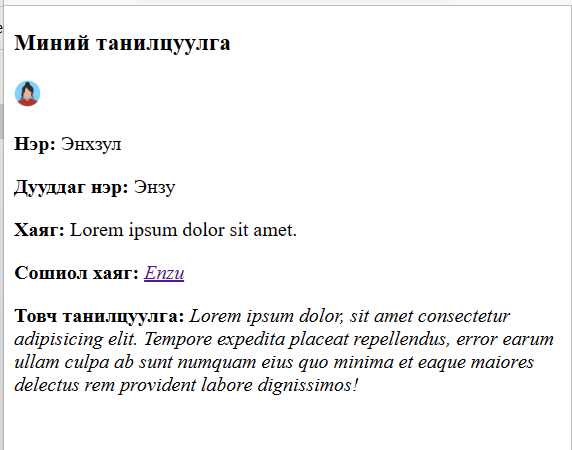 Миний танилцуулга
Нэр: Энхзул
Дууддаг нэр: Энзу
Хаяг: Lorem ipsum dolor sit amet.
Сошиол хаяг: Enzu
Товч танилцуулга: Lorem ipsum dolor, sit amet consectetur
adipisicing elit. Tempore expedita placeat repellendus, error earum
ullam culpa ab sunt numquam eius quo minima et eaque maiores
delectus rem provident labore dignissimos!